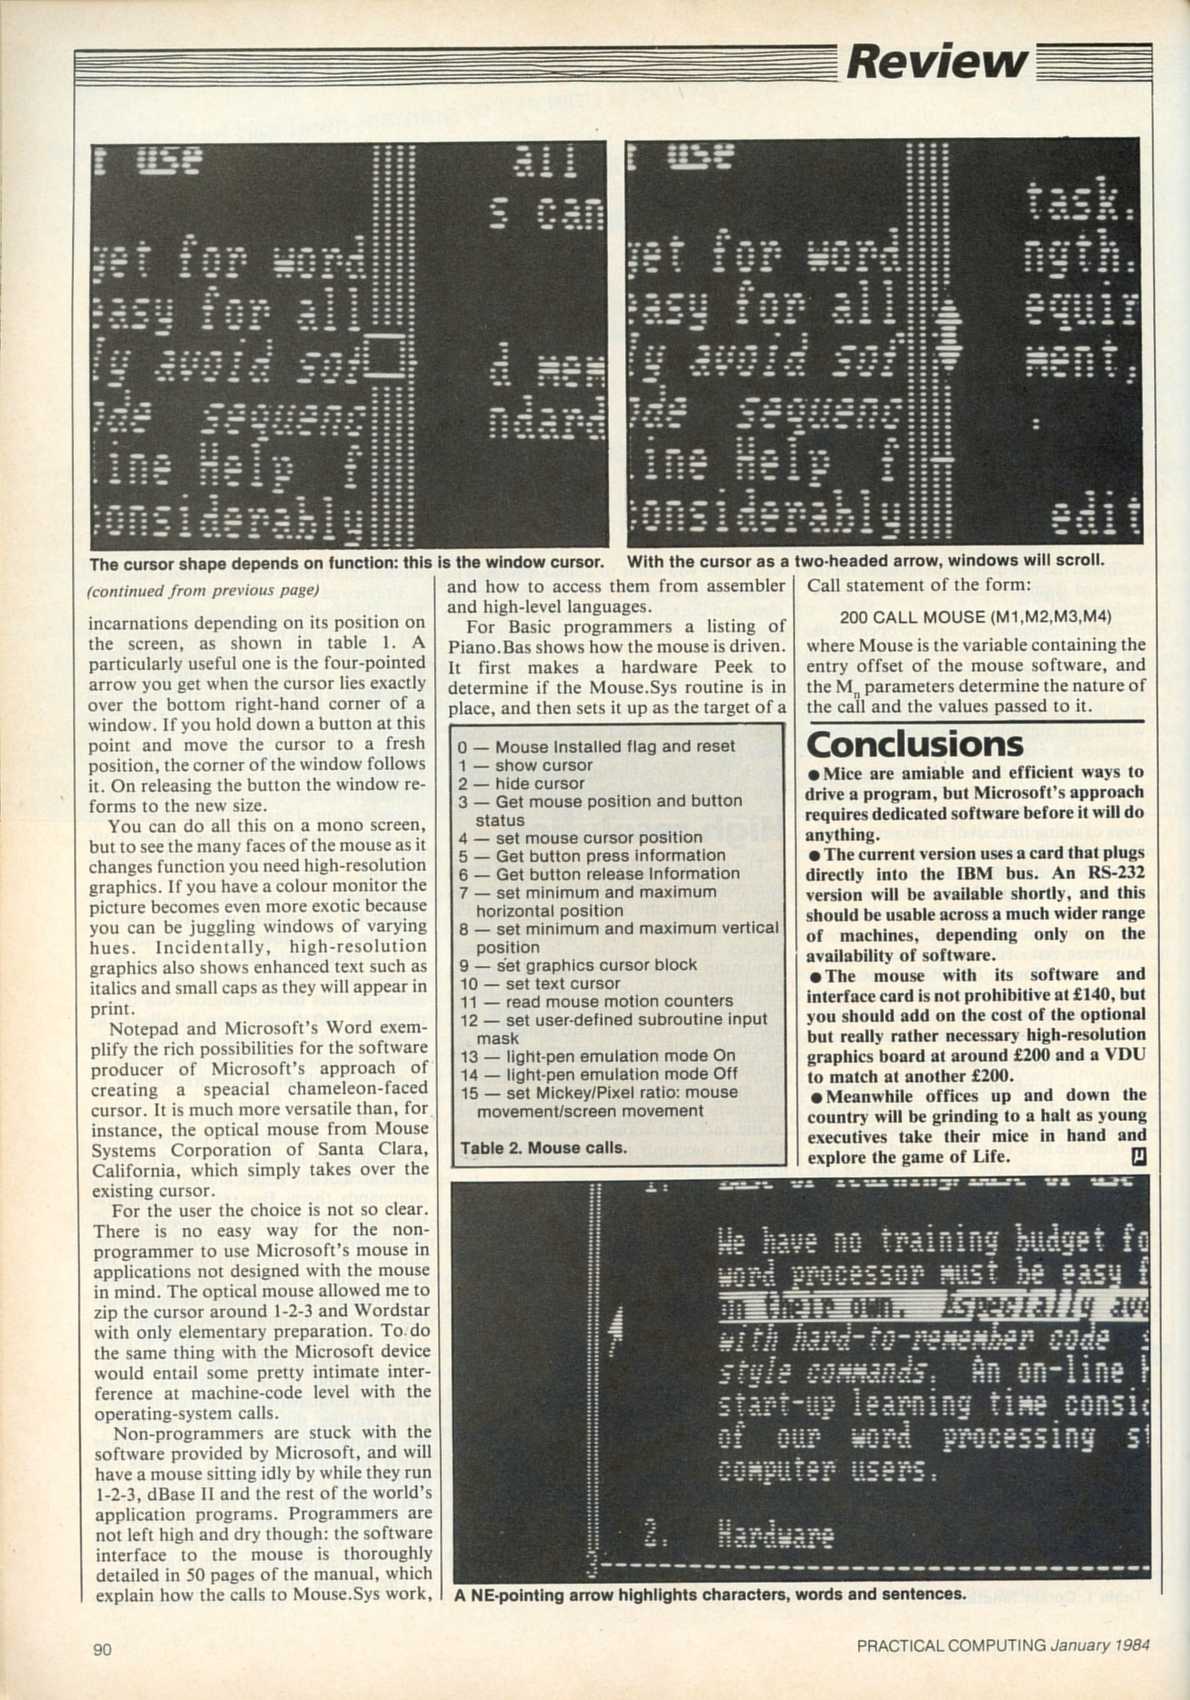 Review
t use
all
s can
get for word
easy for all
ly avoid sof
d mem
ode sequenc
ndard
line Help f
considerably
t use
task.
ngth.
get for word
easy for all
equir
ly avoid sof
ment,
ode sequenc
.
line Help f
considerably
edit
The cursor shape depends on function: this is the window cursor.
With the cursor as a two-headed arrow, windows will scroll.
(continued from previous page)
incarnations depending on its position on
the screen, as shown in table 1. A
particularly useful one is the four-pointed
arrow you get when the cursor lies exactly
over the bottom right-hand corner of a
window. If you hold down a button at this
point and move the cursor to a fresh
position, the corner of the window follows
it. On releasing the button the window re-
forms to the new size.
You can do all this on a mono screen,
but to see the many faces of the mouse as it
changes function you need high-resolution
graphics. If you have a colour monitor the
picture becomes even more exotic because
you can be juggling windows of varying
hues. Incidentally, high-resolution
graphics also shows enhanced text such as
italics and small caps as they will appear in
print.
Notepad and Microsoft's Word exem-
plify the rich possibilities for the software
producer of Microsoft's approach of
creating a speacial chameleon-faced
cursor. It is much more versatile than, for
instance, the optical mouse from Mouse
Systems Corporation of Santa Clara,
California, which simply takes over the
existing cursor.
For the user the choice is not so clear.
There is no easy way for the non-
programmer to use Microsoft's mouse in
applications not designed with the mouse
in mind. The optical mouse allowed me to
zip the cursor around 1-2-3 and Wordstar
with only elementary preparation. To do
the same thing with the Microsoft device
would entail some pretty intimate inter-
ference at machine-code level with the
operating-system calls.
Non-programmers are stuck with the
software provided by Microsoft, and will
have a mouse sitting idly by while they run
1-2-3, dBase II and the rest of the world's
application programs. Programmers are
not left high and dry though: the software
interface to the mouse is thoroughly
detailed in 50 pages of the manual, which
explain how the calls to Mouse.Sys work,
and how to access them from assembler
and high-level languages.
For Basic programmers a listing of
Piano.Bas shows how the mouse is driven.
It first makes a hardware Peek to
determine if the Mouse.Sys routine is in
place, and then sets it up as the target of a
0 — Mouse Installed flag and reset
1 — show cursor
2 — hide cursor
3 — Get mouse position and button
status
4 — set mouse cursor position
5 — Get button press information
6 — Get button release Information
7 — set minimum and maximum
horizontal position
8 — set minimum and maximum vertical
position
9 — set graphics cursor block
10 — set text cursor
11 — read mouse motion counters
12 — set user-defined subroutine input
mask
13 — light-pen emulation mode On
14 — light-pen emulation mode Off
15 — set Mickey/Pixel ratio: mouse
movement/screen movement
Table 2. Mouse calls.
Call statement of the form:
200 CALL MOUSE (M1,M2,M3,M4)
where Mouse is the variable containing the
entry offset of the mouse software, and
the Mn parameters determine the nature of
the call and the values passed to it.
Conclusions
● Mice are amiable and efficient ways to
drive a program, but Microsoft's approach
requires dedicated software before it will do
anything.
● The current version uses a card that plugs
directly into the IBM bus. An RS-232
version will be available shortly, and this
should be usable across a much wider range
of machines, depending only on the
availability of software.
● The mouse with its software and
interface card is not prohibitive at £140, but
you should add on the cost of the optional
but really rather necessary high-resolution
graphics board at around £200 and a VDU
to match at another £200.
● Meanwhile offices up and down the
country will be grinding to a halt as young
executives take their mice in hand and
explore the game of Life.
1. Ease of learning/Ease of use
We have no training budget fo
word processor must be easy f
on their own. Especially avo
with hard-to-remember code s
style commands. An on-line H
start-up learning time consid
of our word processing st
computer users.
2. Hardware
A NE-pointing arrow highlights characters, words and sentences.
90
PRACTICAL COMPUTING January 1984